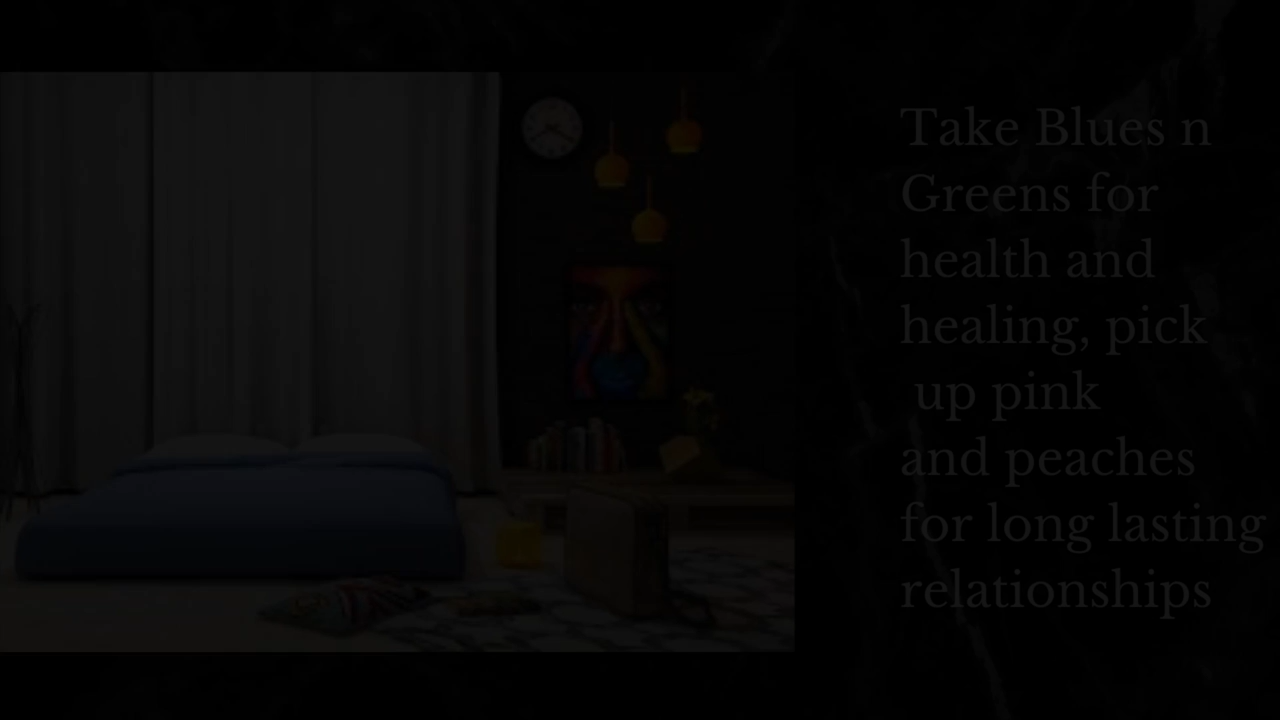 Take Blues n
Greens for
health and
healing, pick
up pink
and peaches
for long lasting
relationships